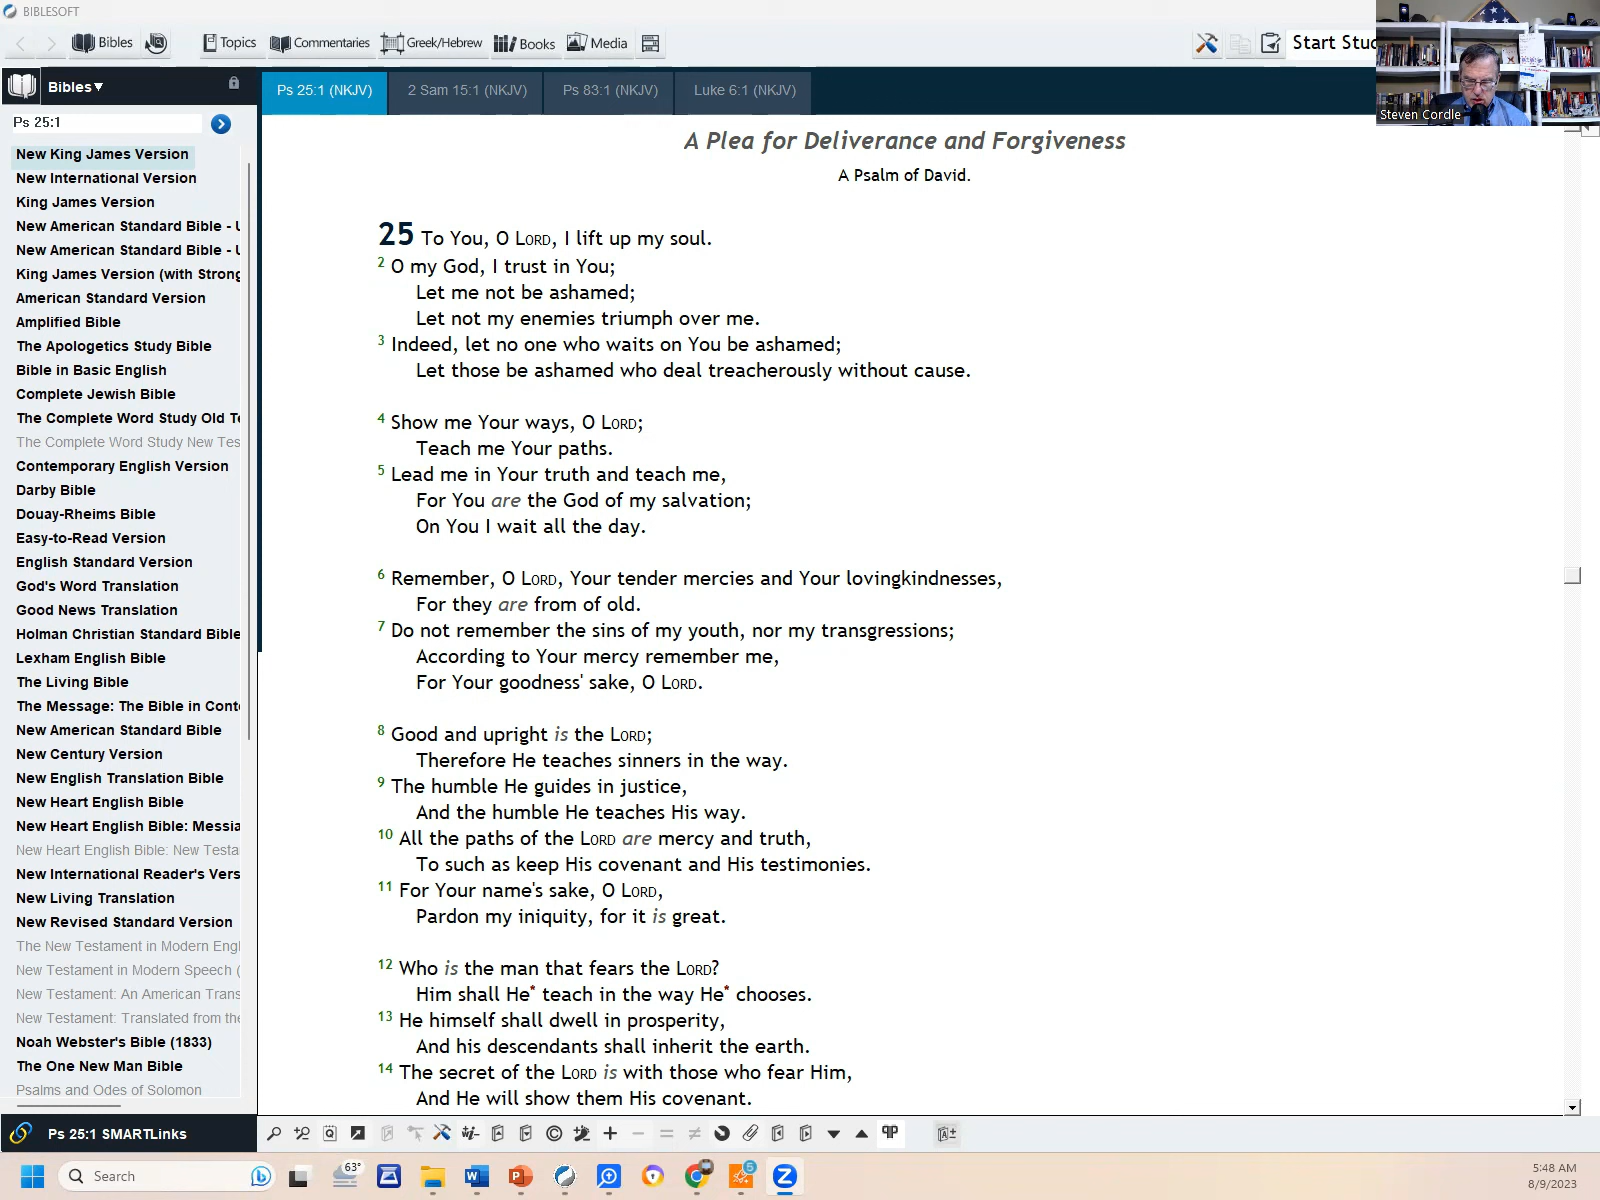 BIBLESOFT
Bibles
Topics
Commentaries
Greek/Hebrew
Books
Media
Start Stu
Steven Cordle
Bibles▼
Ps 25:1 (NKJV)
2 Sam 15:1 (NKJV)
Ps 83:1 (NKJV)
Luke 6:1 (NKJV)
Ps 25:1
New King James Version
New International Version
King James Version
New American Standard Bible - U
New American Standard Bible - U
King James Version (with Strong
American Standard Version
Amplified Bible
The Apologetics Study Bible
Bible in Basic English
Complete Jewish Bible
The Complete Word Study Old Te
The Complete Word Study New Tes
Contemporary English Version
Darby Bible
Douay-Rheims Bible
Easy-to-Read Version
English Standard Version
God's Word Translation
Good News Translation
Holman Christian Standard Bible
Lexham English Bible
The Living Bible
The Message: The Bible in Conte
New American Standard Bible
New Century Version
New English Translation Bible
New Heart English Bible
New Heart English Bible: Messia
New Heart English Bible: New Testa
New International Reader's Vers
New Living Translation
New Revised Standard Version
The New Testament in Modern Engl
New Testament in Modern Speech (
New Testament: An American Trans
New Testament: Translated from the
Noah Webster's Bible (1833)
The One New Man Bible
Psalms and Odes of Solomon
Ps 25:1 SMARTLinks
A Plea for Deliverance and Forgiveness
A Psalm of David.
25 To You, O LORD, I lift up my soul.
2 O my God, I trust in You;
Let me not be ashamed;
Let not my enemies triumph over me.
3 Indeed, let no one who waits on You be ashamed;
Let those be ashamed who deal treacherously without cause.
4 Show me Your ways, O LORD;
Teach me Your paths.
5 Lead me in Your truth and teach me,
For You are the God of my salvation;
On You I wait all the day.
6 Remember, O LORD, Your tender mercies and Your lovingkindnesses,
For they are from of old.
7 Do not remember the sins of my youth, nor my transgressions;
According to Your mercy remember me,
For Your goodness' sake, O LORD.
8 Good and upright is the LORD;
Therefore He teaches sinners in the way.
9 The humble He guides in justice,
And the humble He teaches His way.
10 All the paths of the LORD are mercy and truth,
To such as keep His covenant and His testimonies.
11 For Your name's sake, O LORD,
Pardon my iniquity, for it is great.
12 Who is the man that fears the LORD?
Him shall He* teach in the way He* chooses.
13 He himself shall dwell in prosperity,
And his descendants shall inherit the earth.
14 The secret of the LORD is with those who fear Him,
And He will show them His covenant.
Search
63°
5
5:48 AM
8/9/2023